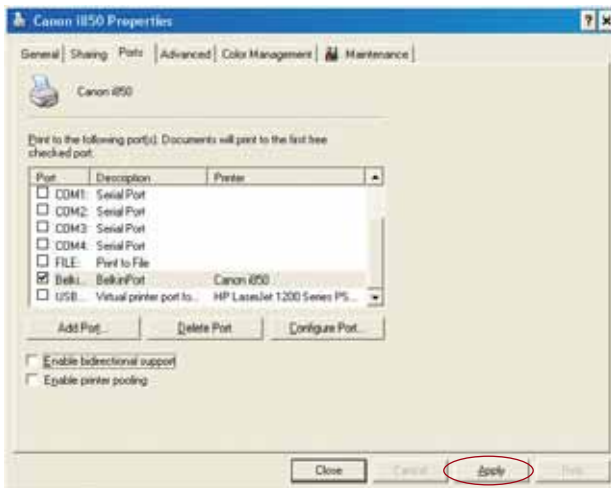 Canon i850 Properties
General Sharing Ports Advanced Color Management Maintenance
Canon i850
Print to the following port(s). Documents will print to the first free
checked port.
Port Description Printer
COM1: Serial Port
COM2: Serial Port
COM3: Serial Port
COM4: Serial Port
FILE: Print to File
Belki... BelkinPort Canon i850
USB... Virtual printer port fo... HP LaserJet 1200 Series PS...
Add Port... Delete Port Configure Port...
Enable bidirectional support
Enable printer pooling
Close Cancel Apply Help